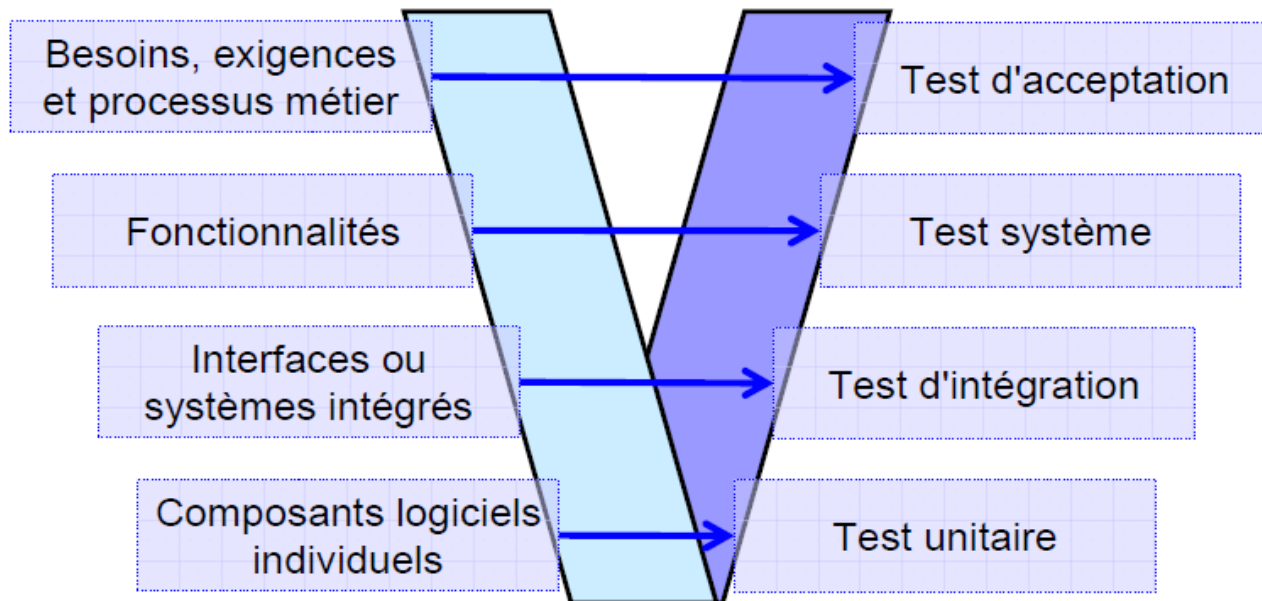 Besoins, exigences
et processus métier
Test d'acceptation
Fonctionnalités
Test système
Interfaces ou
systèmes intégrés
Test d'intégration
Composants logiciels
individuels
Test unitaire